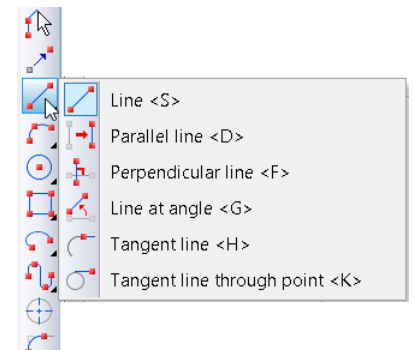 Line <S>
Parallel line <D>
Perpendicular line <F>
Line at angle <G>
Tangent line <H>
Tangent line through point <K>